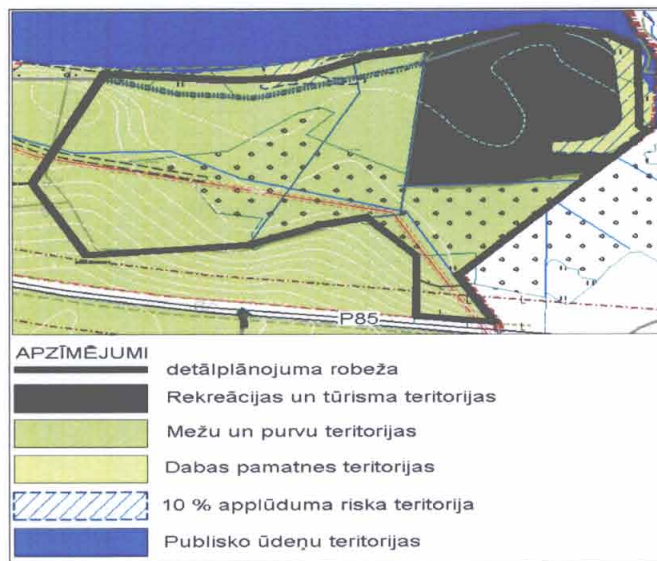 P85
APZĪMĒJUMI
detālplānojuma robeža
Rekreācijas un tūrisma teritorijas
Mežu un purvu teritorijas
Dabas pamatnes teritorijas
10 % applūduma riska teritorija
Publisko ūdeņu teritorijas